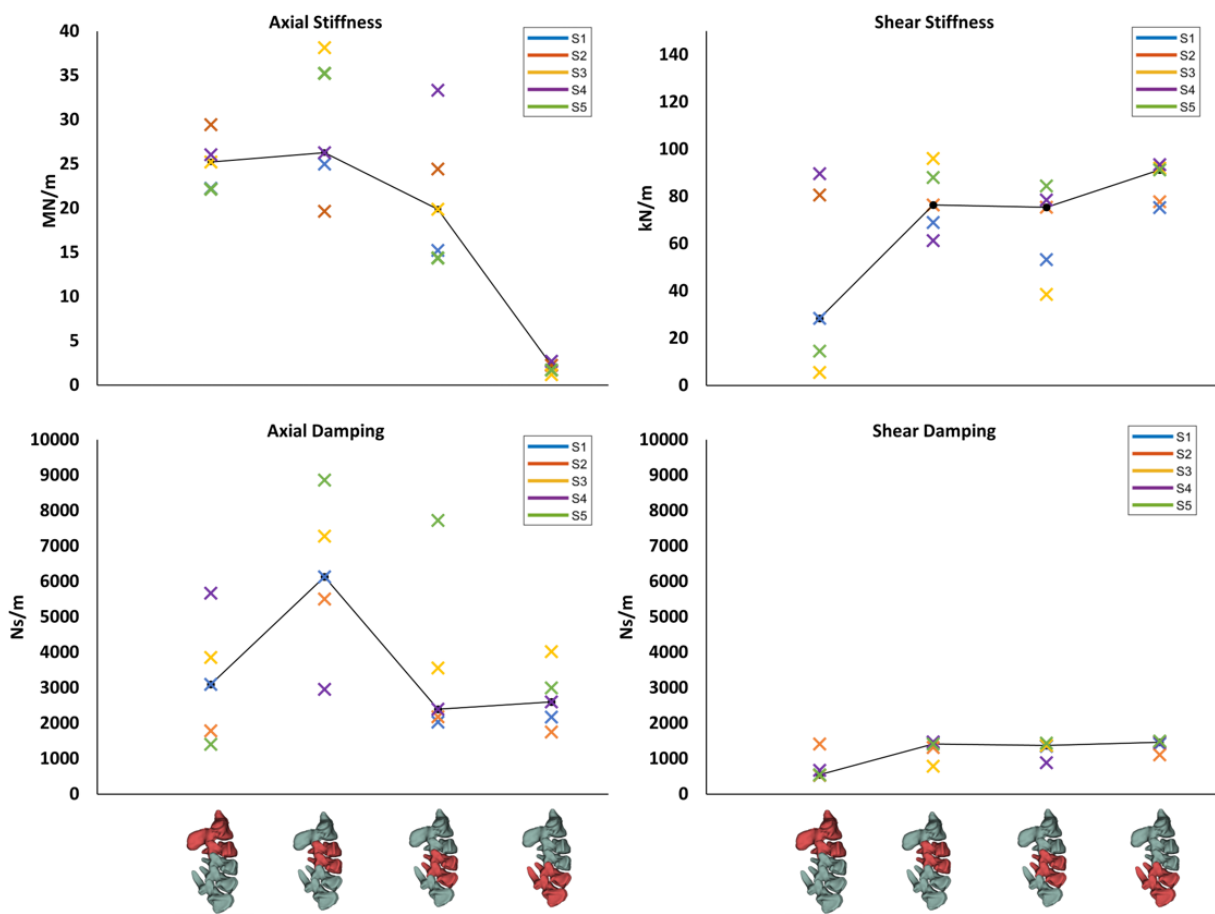 Axial Stiffness
MN/m
40
35
30
25
20
15
10
5
0
S1
S2
S3
S4
S5
Shear Stiffness
kN/m
140
120
100
80
60
40
20
0
S1
S2
S3
S4
S5
Axial Damping
Ns/m
10000
9000
8000
7000
6000
5000
4000
3000
2000
1000
0
S1
S2
S3
S4
S5
Shear Damping
Ns/m
10000
9000
8000
7000
6000
5000
4000
3000
2000
1000
0
S1
S2
S3
S4
S5